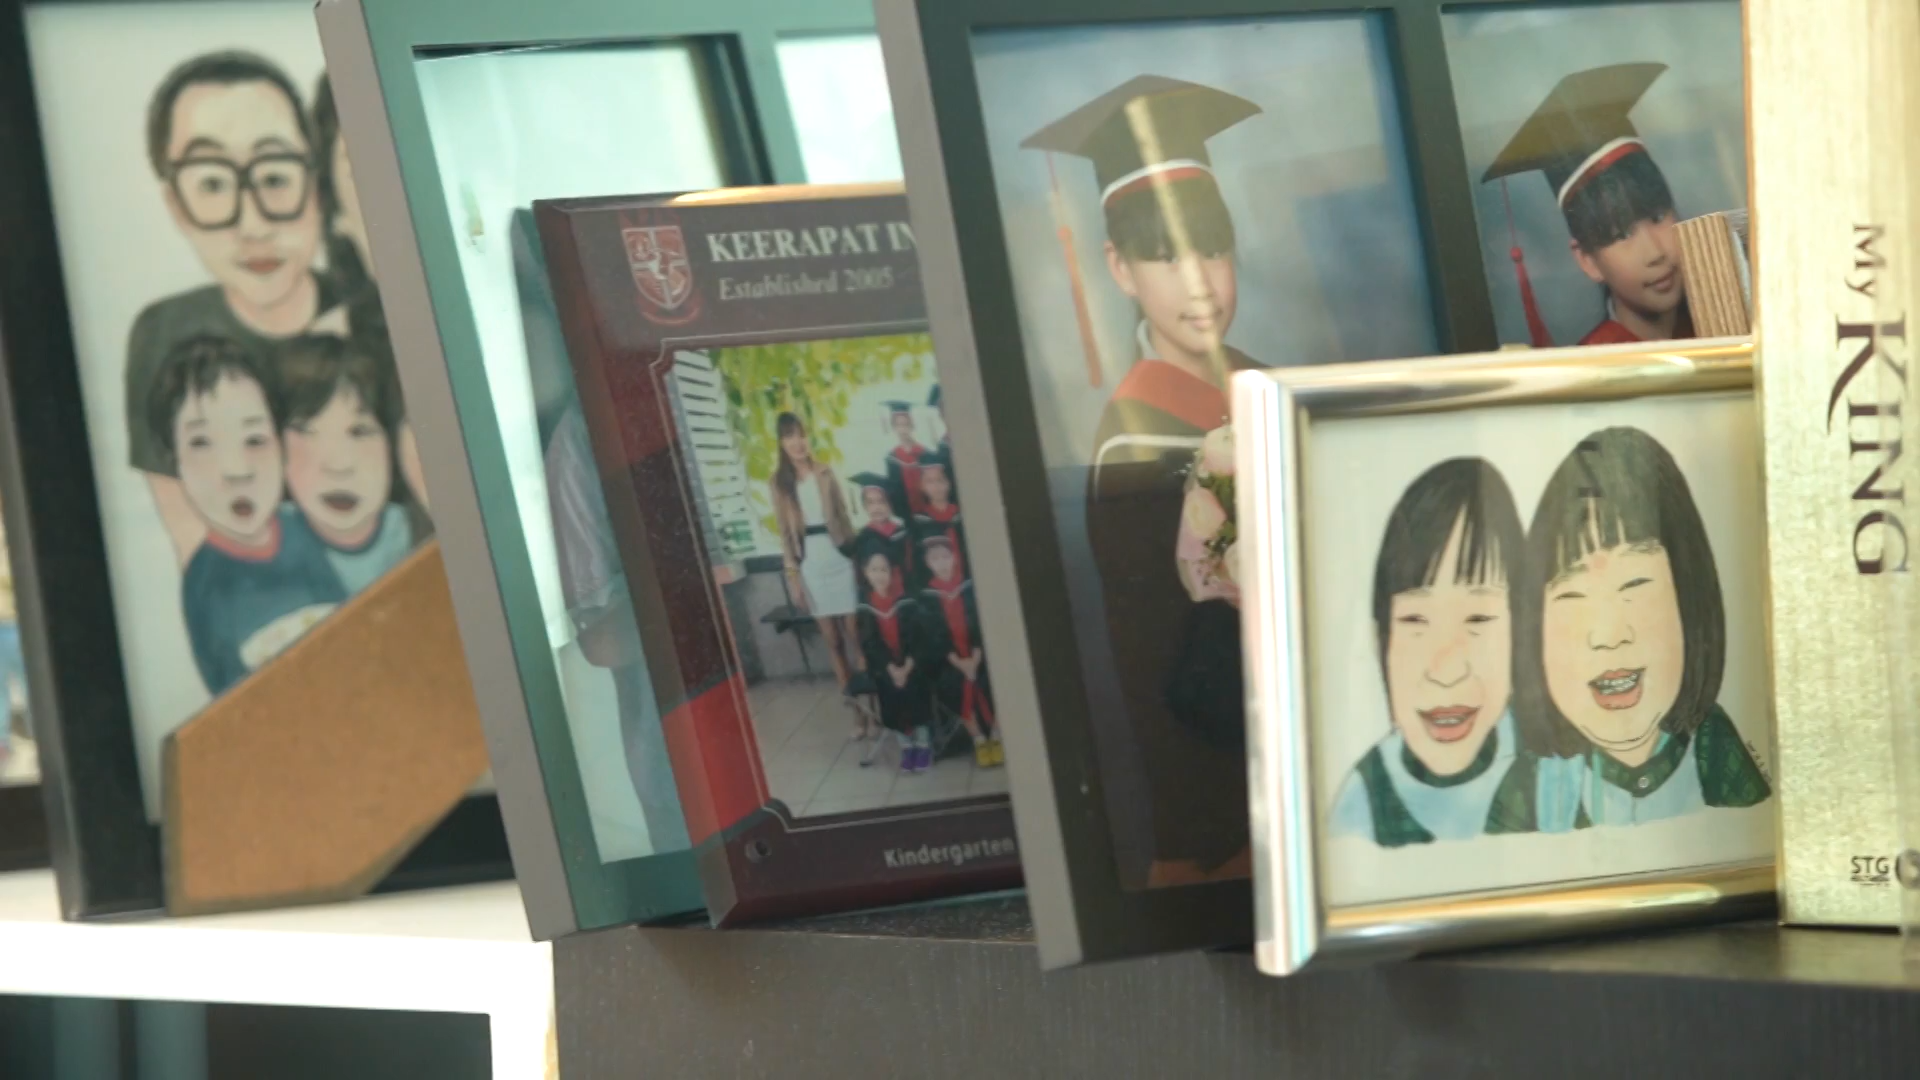 KEERAPAT IN
Established 2005
Kindergarten
My KING
STG